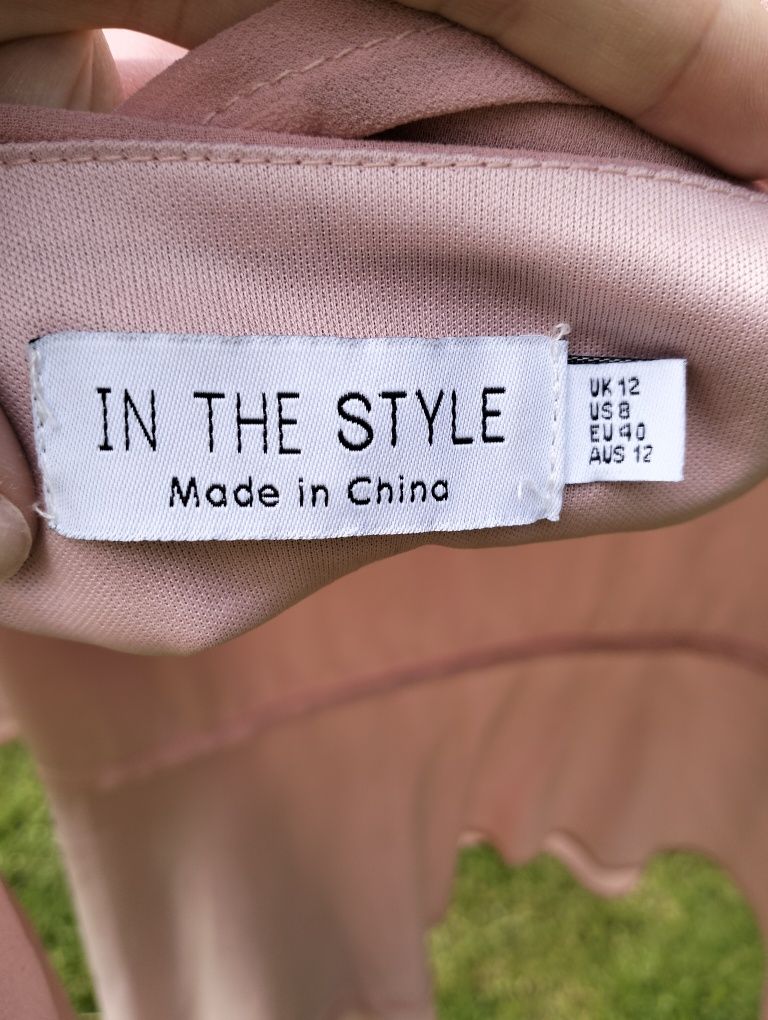 IN THE STYLE
Made in China
UK 12
US 8
EU 40
AUS 12